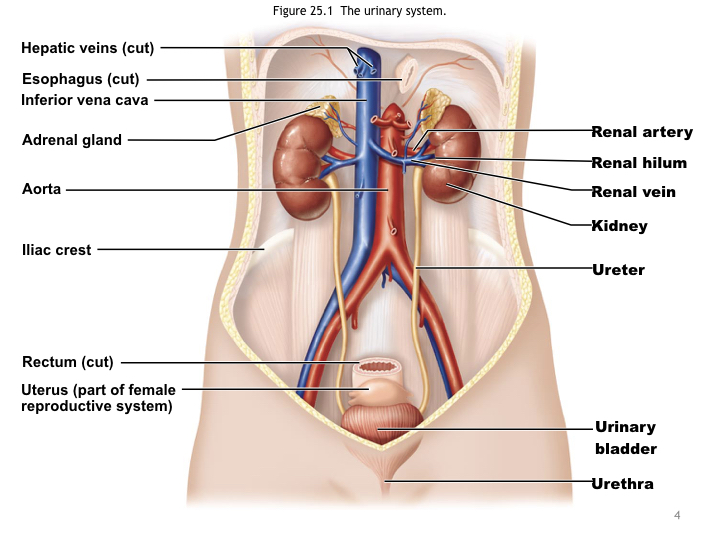 Figure 25.1 The urinary system.
Hepatic veins (cut)
Esophagus (cut)
Inferior vena cava
Adrenal gland
Aorta
Iliac crest
Rectum (cut)
Uterus (part of female
reproductive system)
Renal artery
Renal hilum
Renal vein
Kidney
Ureter
Urinary
bladder
Urethra
4